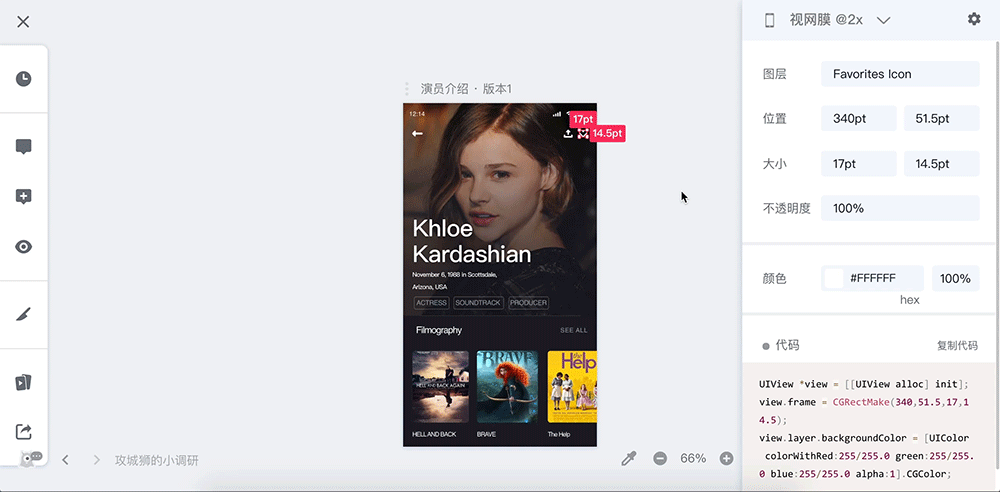 视网膜 @2x
演员介绍 · 版本1
12:14
17pt
14.5pt
Khloe
Kardashian
November 6, 1988 in Scottsdale,
Arizona, USA
ACTRESS SOUNDTRACK PRODUCER
Filmography SEE ALL
HELL AND BACK AGAIN
BRAVE
the Help
HELL AND BACK BRAVE The Help
攻城狮的小调研
66%
图层 Favorites Icon
位置 340pt 51.5pt
大小 17pt 14.5pt
不透明度 100%
颜色 #FFFFFF 100%
hex
代码 复制代码
UIView *view = [[UIView alloc] init];
view.frame = CGRectMake(340,51.5,17,1
4.5);
view.layer.backgroundColor = [UIColor
colorWithRed:255/255.0 green:255/255.
0 blue:255/255.0 alpha:1].CGColor;